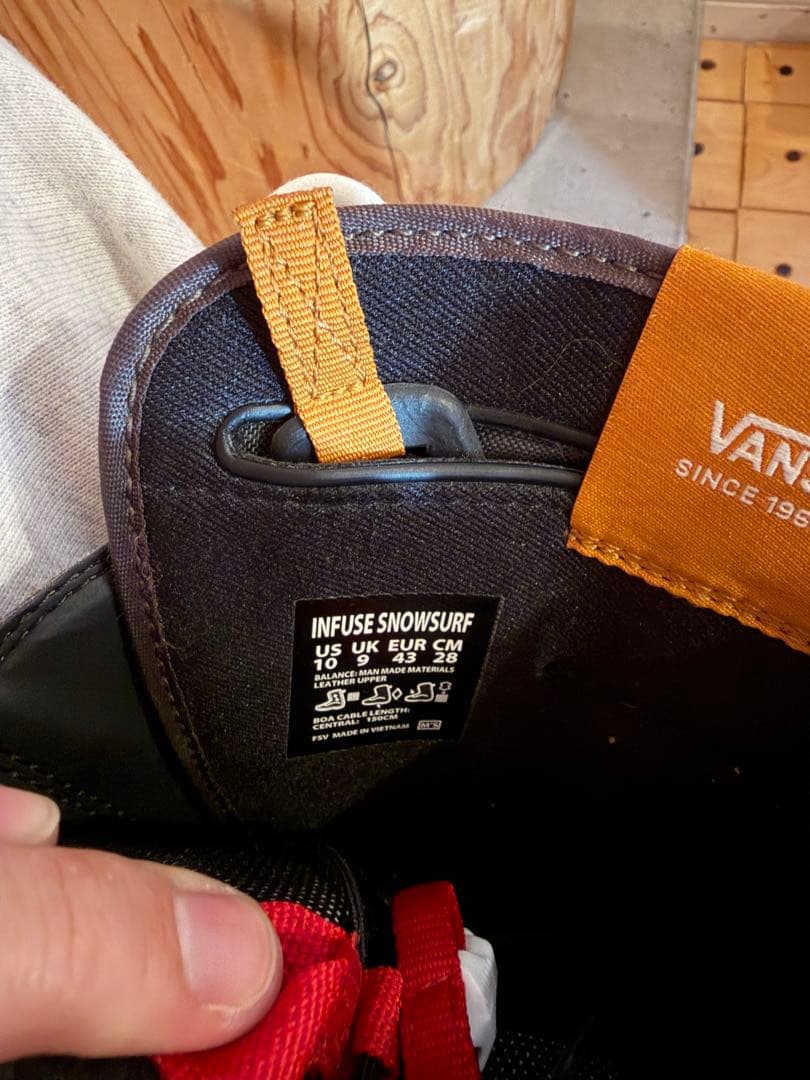 VANS
SINCE 196
INFUSE SNOWSURF
US UK EUR CM
10 9 43 28
BALANCE: MAN MADE MATERIALS
LEATHER UPPER
BOA CABLE LENGTH:
CENTRAL: 150CM
FSV MADE IN VIETNAM M'S